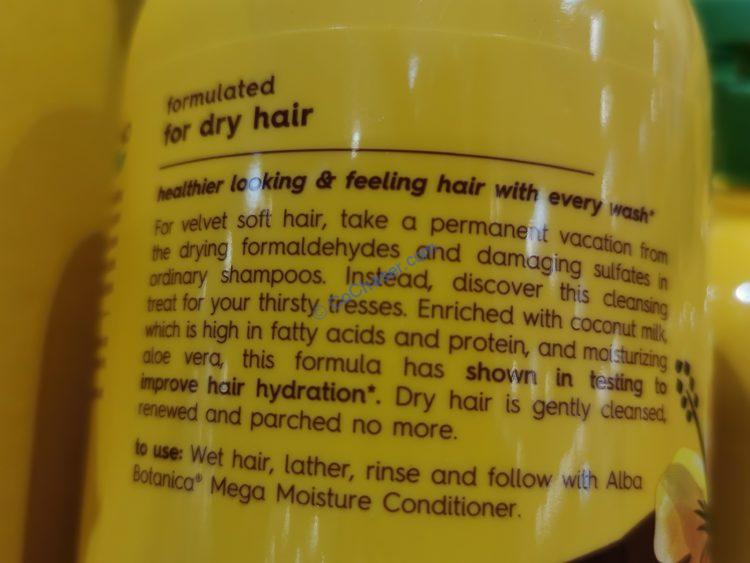 formulated
for dry hair
healthier looking & feeling hair with every wash*
For velvet soft hair, take a permanent vacation from
the drying formaldehydes and damaging sulfates in
ordinary shampoos. Instead, discover this cleansing
treat for your thirsty tresses. Enriched with coconut milk,
which is high in fatty acids and protein, and moisturizing
aloe vera, this formula has shown in testing to
improve hair hydration*. Dry hair is gently cleansed,
renewed and parched no more.
to use: Wet hair, lather, rinse and follow with Alba
Botanica® Mega Moisture Conditioner.